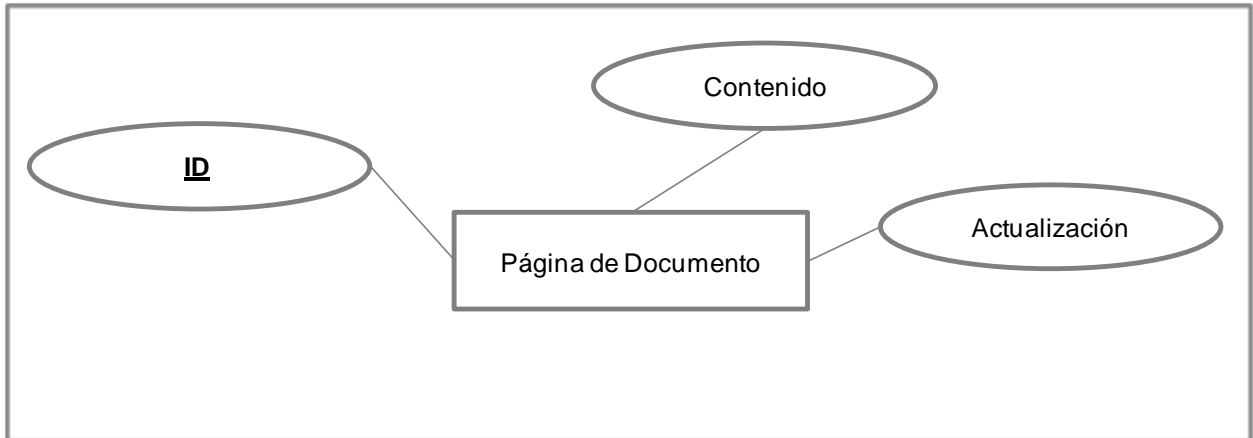 Contenido
ID
Actualización
Página de Documento